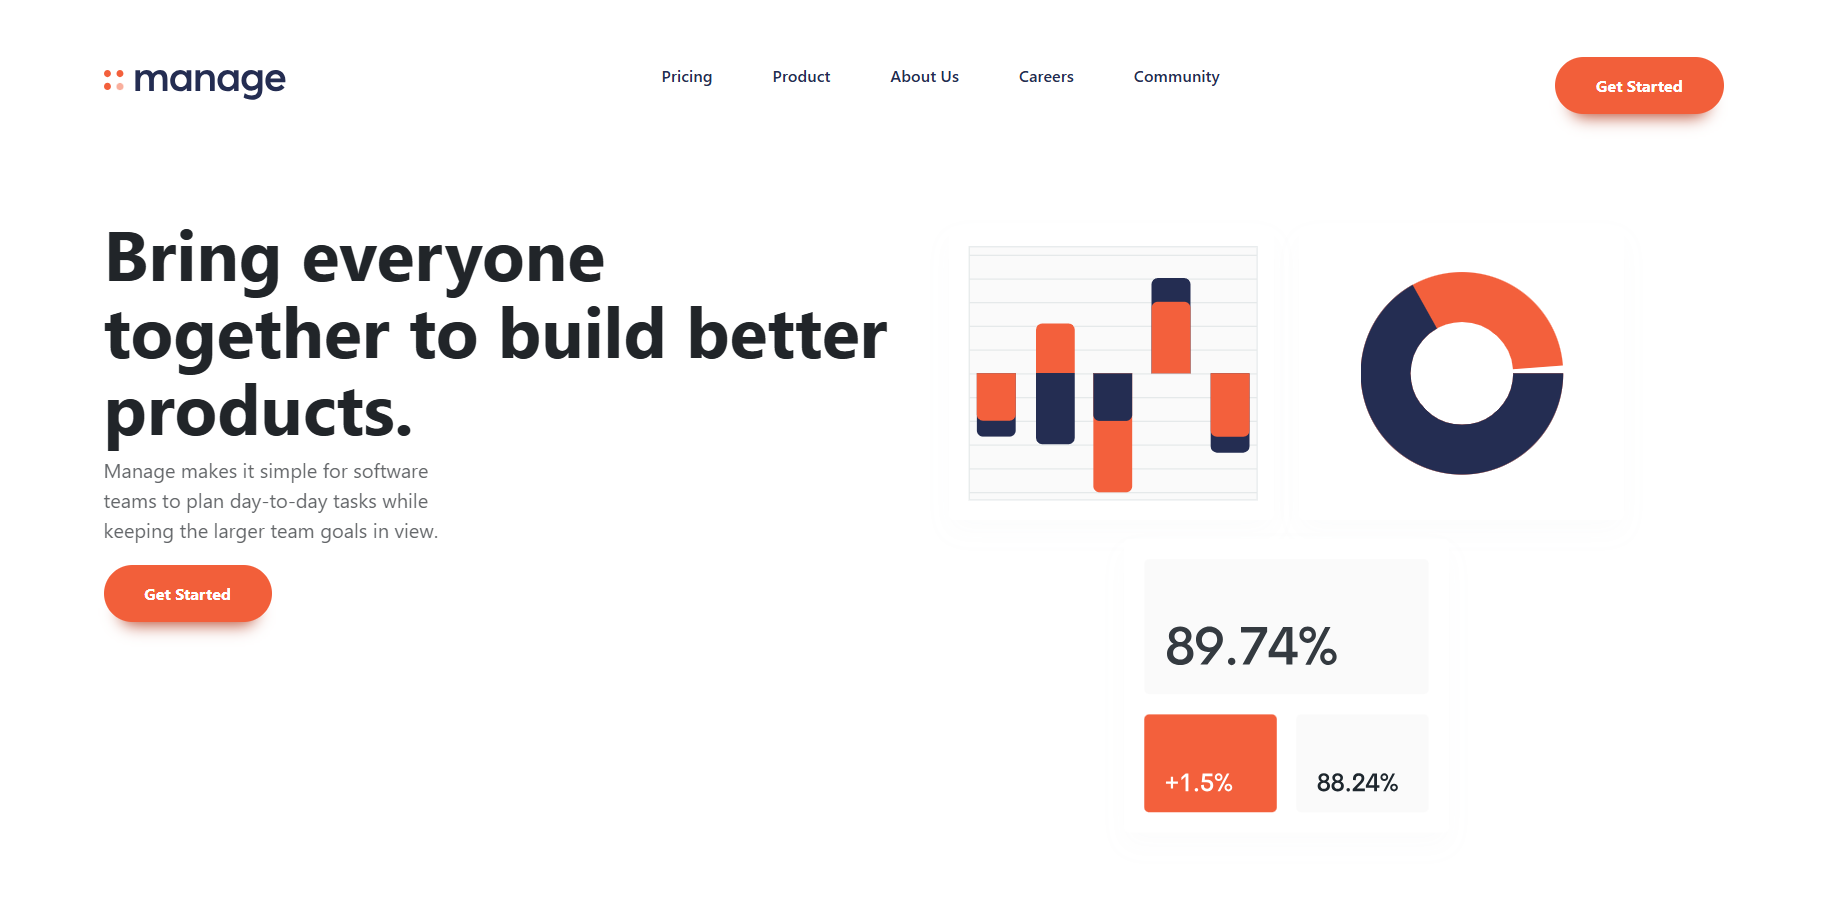 manage
Pricing
Product
About Us
Careers
Community
Get Started
Bring everyone
together to build better
products.
Manage makes it simple for software
teams to plan day-to-day tasks while
keeping the larger team goals in view.
Get Started
89.74%
+1.5%
88.24%